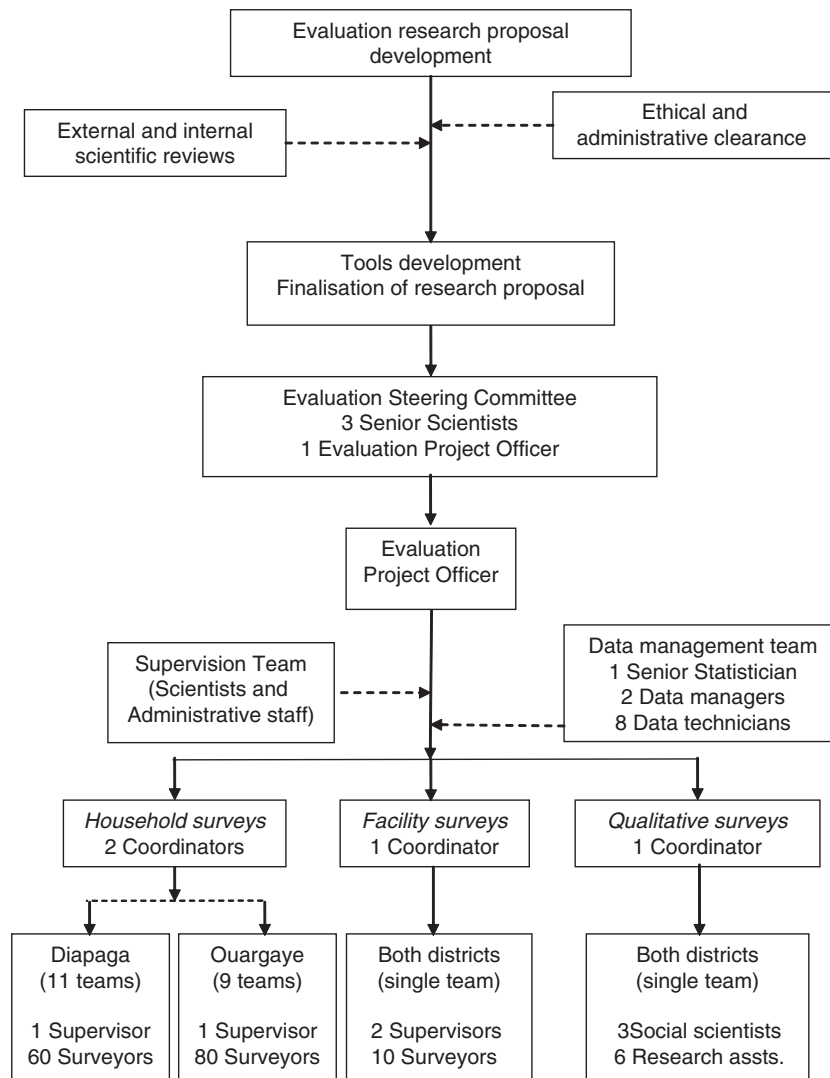 Evaluation research proposal
development
External and internal
scientific reviews
Ethical and
administrative clearance
Tools development
Finalisation of research proposal
Evaluation Steering Committee
3 Senior Scientists
1 Evaluation Project Officer
Evaluation
Project Officer
Supervision Team
(Scientists and
Administrative staff)
Data management team
1 Senior Statistician
2 Data managers
8 Data technicians
Household surveys
2 Coordinators
Facility surveys
1 Coordinator
Qualitative surveys
1 Coordinator
Diapaga
(11 teams)
1 Supervisor
60 Surveyors
Ouargaye
(9 teams)
1 Supervisor
80 Surveyors
Both districts
(single team)
2 Supervisors
10 Surveyors
Both districts
(single team)
3Social scientists
6 Research assts.